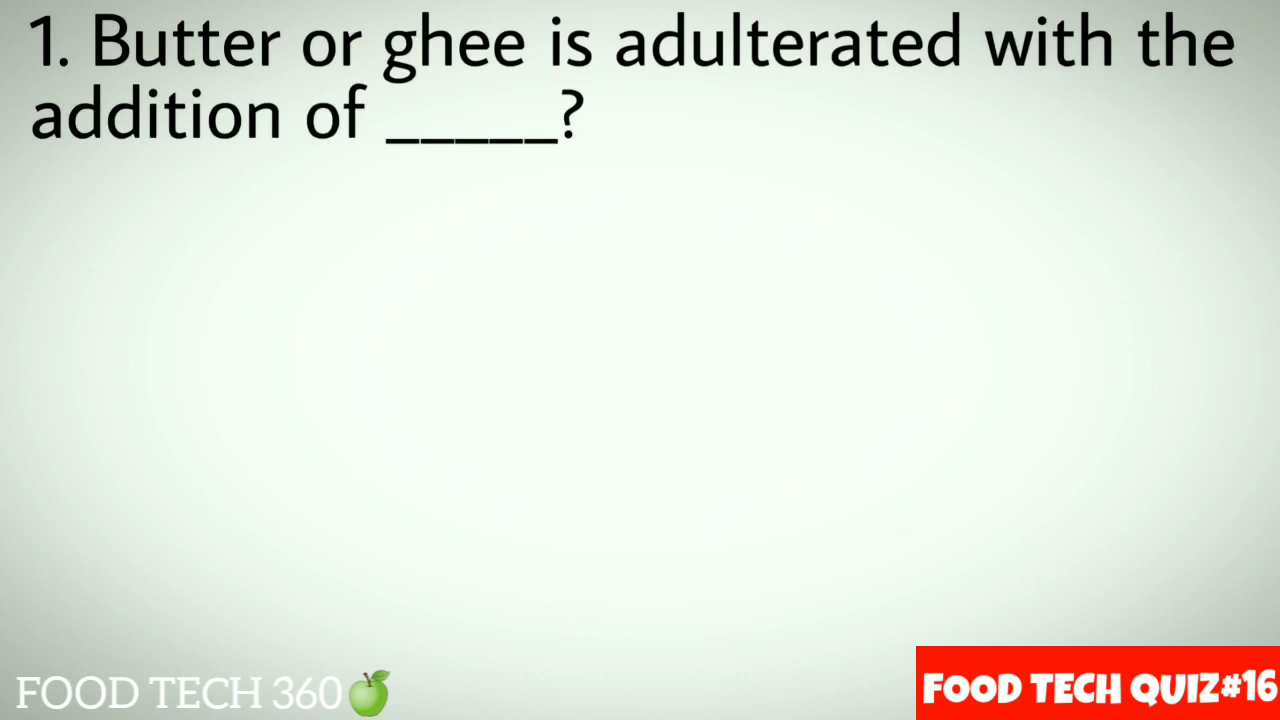 1. Butter or ghee is adulterated with the
addition of _____?
FOOD TECH 360
FOOD TECH QUIZ#16